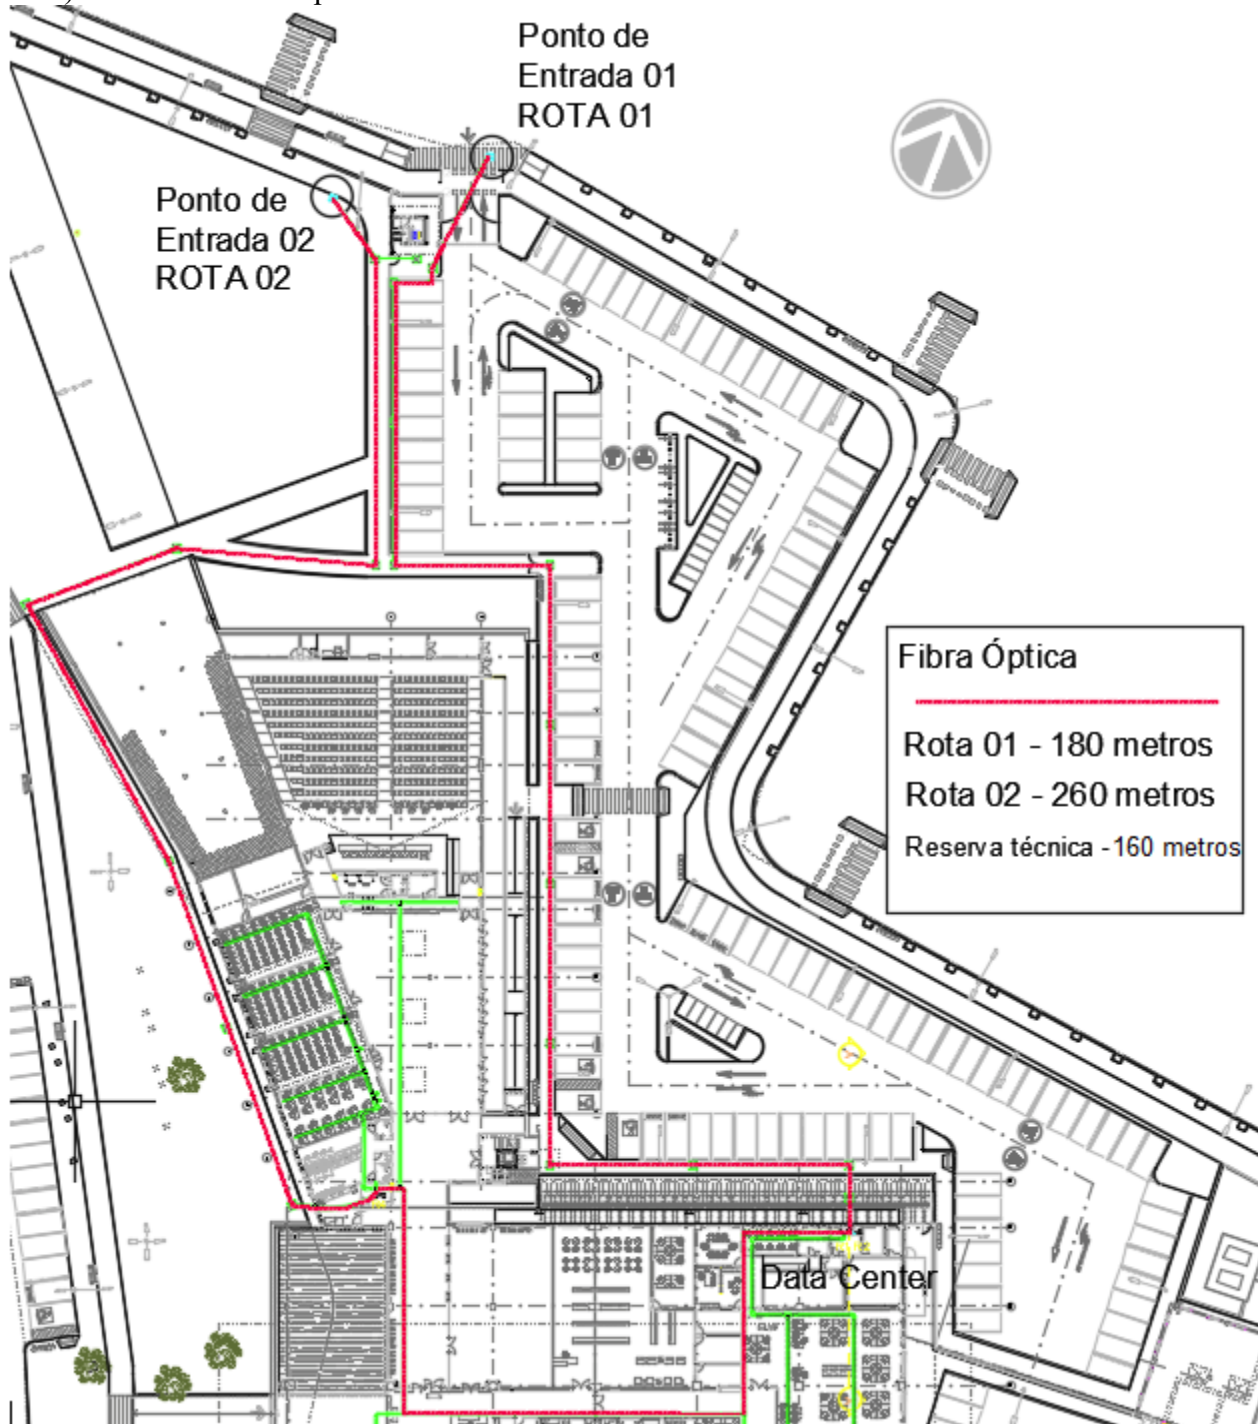 Ponto de
Entrada 01
ROTA 01
Ponto de
Entrada 02
ROTA 02
Fibra Óptica
Rota 01 - 180 metros
Rota 02 - 260 metros
Reserva técnica - 160 metros
Data Center